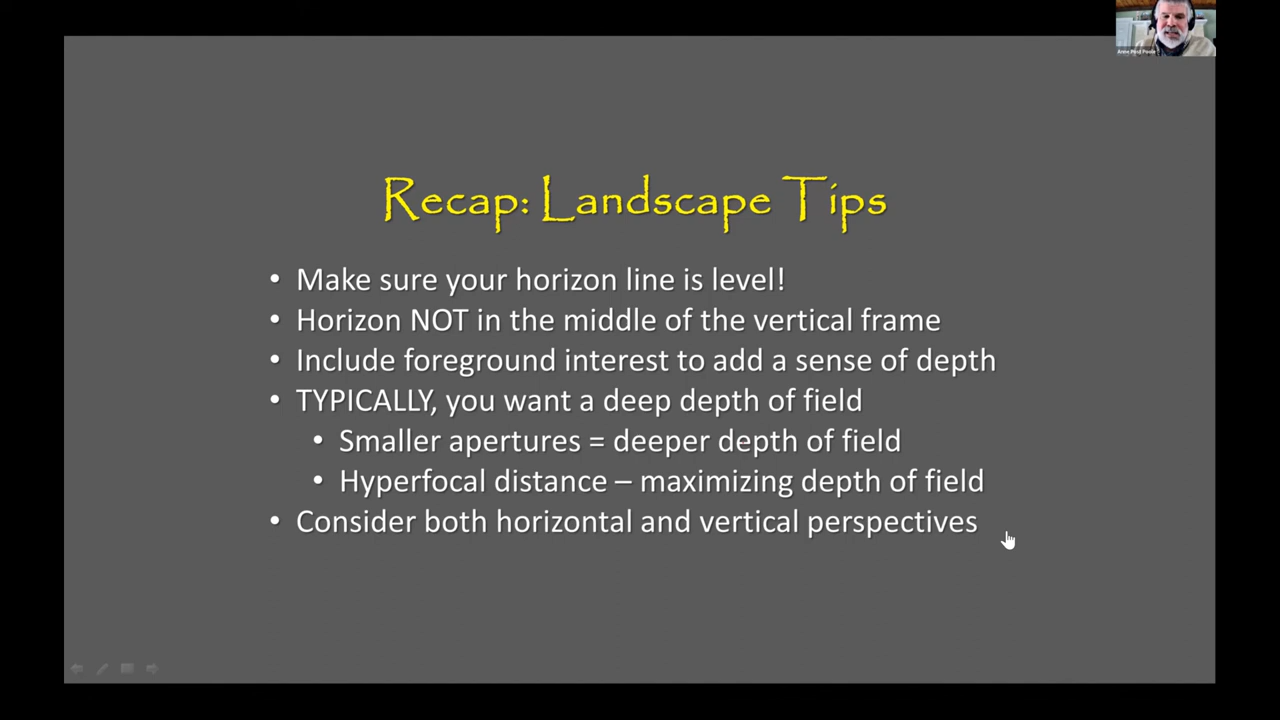 Recap: Landscape Tips
• Make sure your horizon line is level!
• Horizon NOT in the middle of the vertical frame
• Include foreground interest to add a sense of depth
• TYPICALLY, you want a deep depth of field
• Smaller apertures = deeper depth of field
• Hyperfocal distance – maximizing depth of field
• Consider both horizontal and vertical perspectives